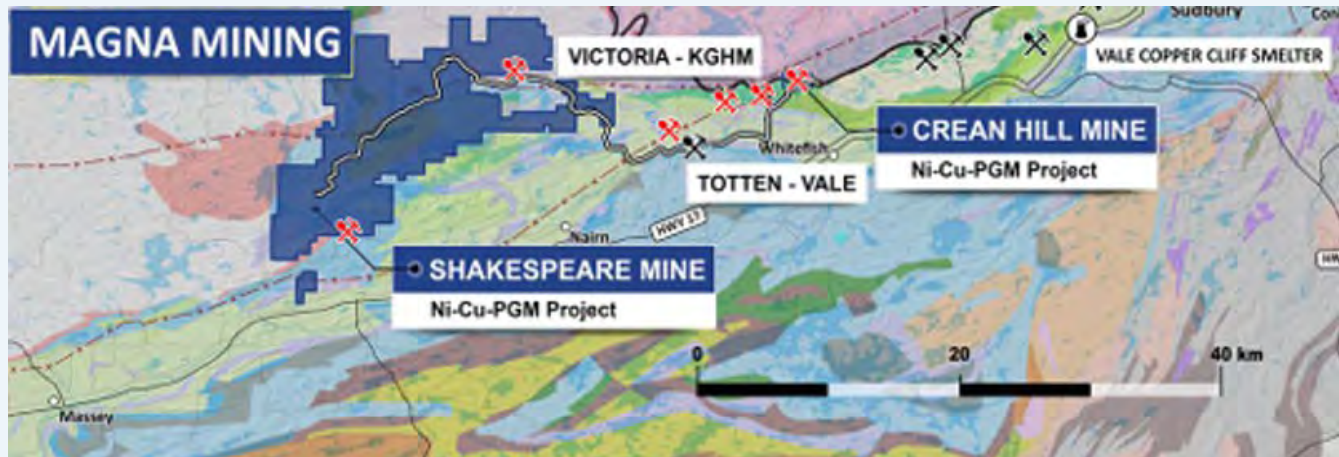 MAGNA MINING
Sudbury
VICTORIA - KGHM
VALE COPPER CLIFF SMELTER
CREAN HILL MINE
Ni-Cu-PGM Project
Whitefish
TOTTEN - VALE
Nairn
HWY 17
SHAKESPEARE MINE
Ni-Cu-PGM Project
0 20 40 km
Massey